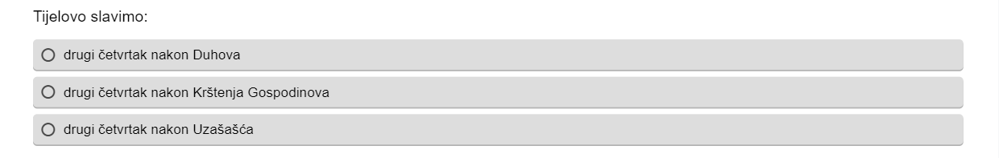 Tijelovo slavimo:
drugi četvrtak nakon Duhova
drugi četvrtak nakon Krštenja Gospodinova
drugi četvrtak nakon Uzašašća